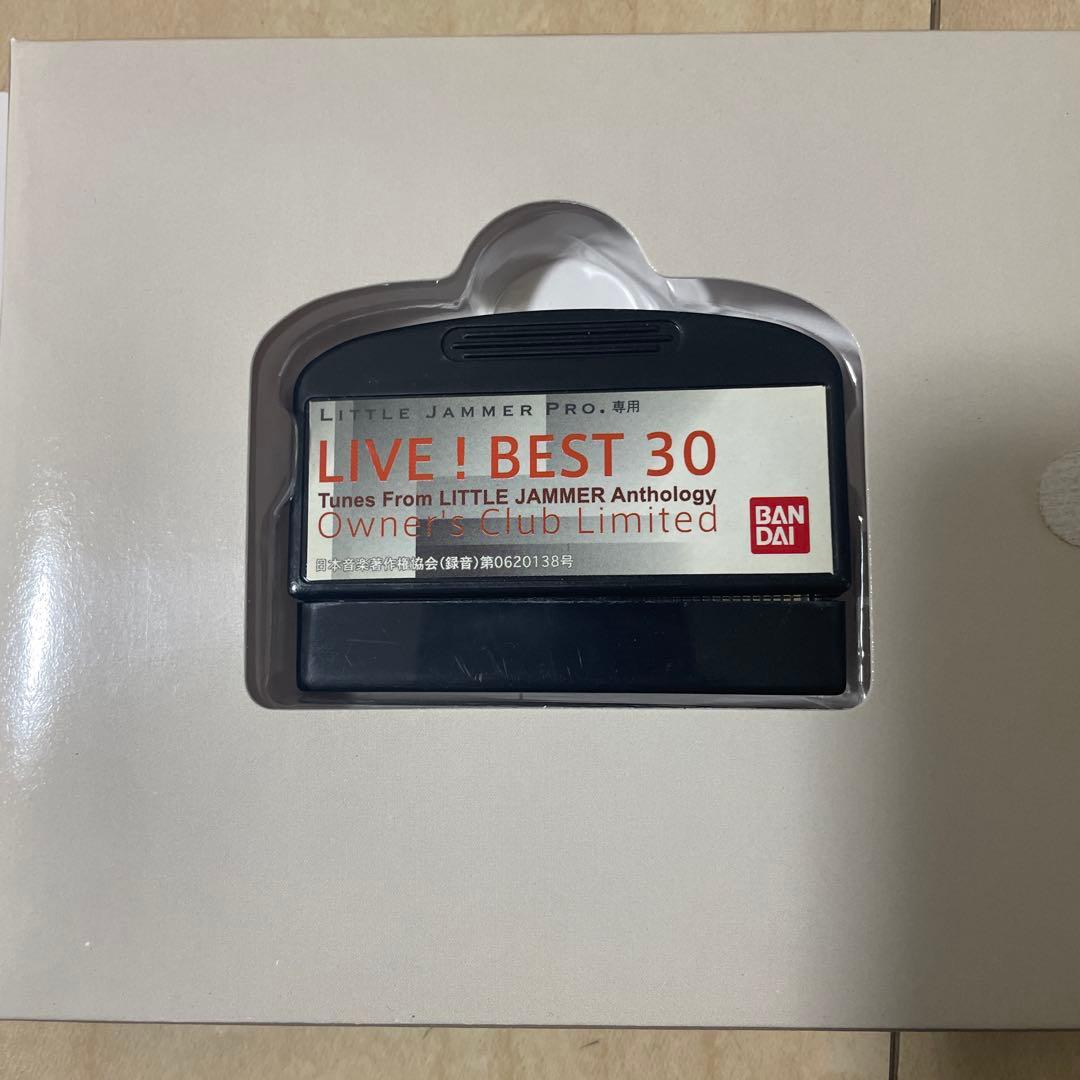 LITTLE JAMMER PRO. 専用
LIVE! BEST 30
Tunes From LITTLE JAMMER Anthology
Owner's Club Limited
BAN
DAI
日本音楽著作権協会(録音)第0620138号